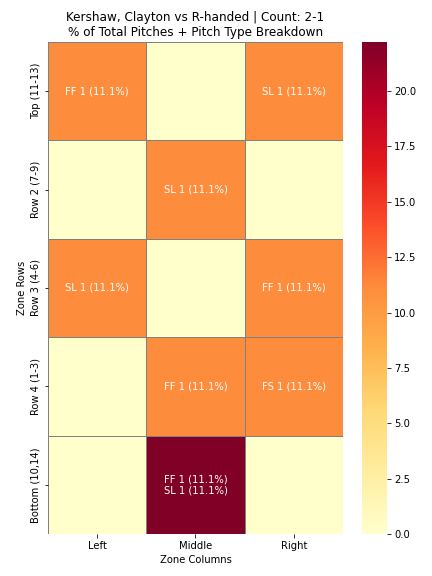 Kershaw, Clayton vs R-handed | Count: 2-1
% of Total Pitches + Pitch Type Breakdown
Top (11-13)
FF 1 (11.1%)
SL 1 (11.1%)
Row 2 (7-9)
SL 1 (11.1%)
Zone Rows
Row 3 (4-6)
SL 1 (11.1%)
FF 1 (11.1%)
Row 4 (1-3)
FF 1 (11.1%)
FS 1 (11.1%)
Bottom (10,14)
FF 1 (11.1%)
SL 1 (11.1%)
Left
Middle
Right
Zone Columns
20.0
17.5
15.0
12.5
10.0
7.5
5.0
2.5
0.0